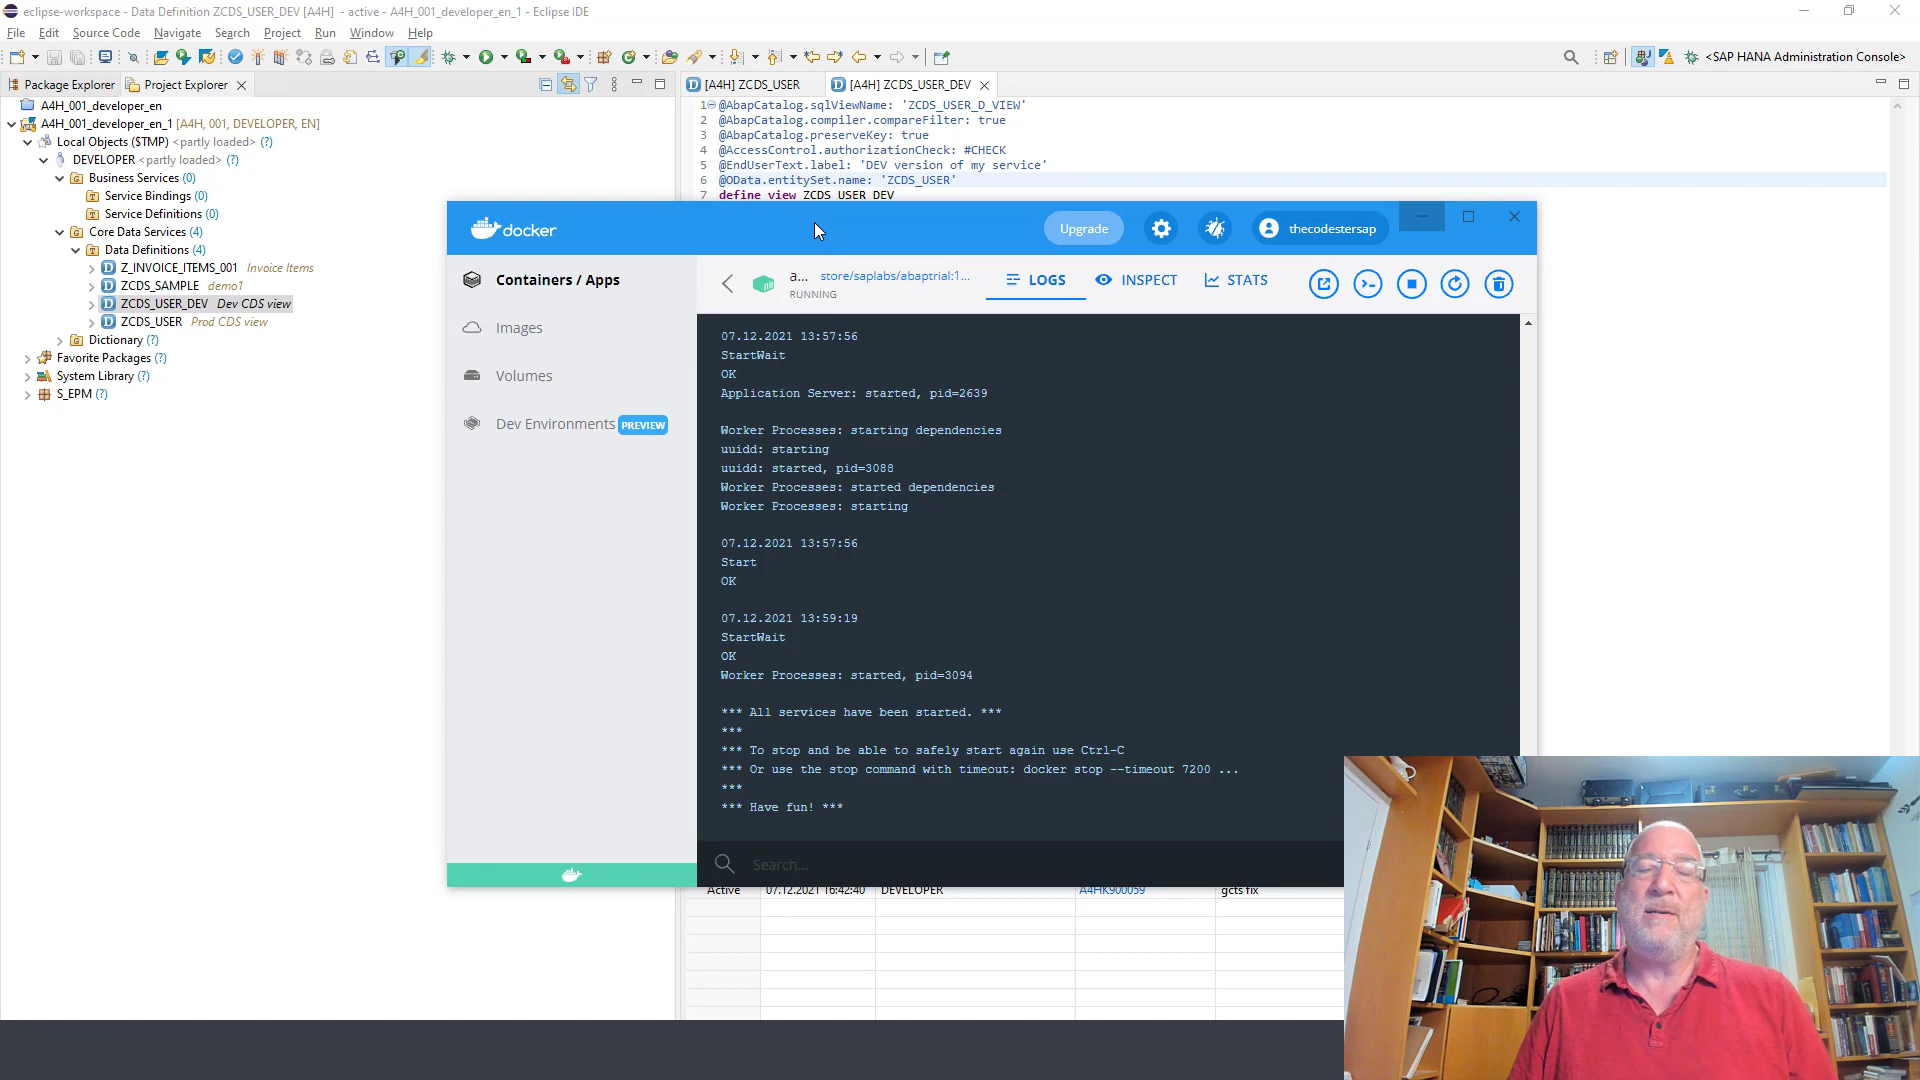 eclipse-workspace - Data Definition ZCDS_USER_DEV [A4H] - active - A4H_001_developer_en_1 - Eclipse IDE
File Edit Source Code Navigate Search Project Run Window Help
<SAP HANA Administration Console>
Package Explorer Project Explorer
[A4H] ZCDS_USER [A4H] ZCDS_USER_DEV
A4H_001_developer_en
A4H_001_developer_en_1 [A4H, 001, DEVELOPER, EN]
Local Objects ($TMP) <partly loaded> (?)
DEVELOPER <partly loaded> (?)
Business Services (0)
Service Bindings (0)
Service Definitions (0)
Core Data Services (4)
Data Definitions (4)
Z_INVOICE_ITEMS_001 Invoice Items
ZCDS_SAMPLE demo1
ZCDS_USER_DEV Dev CDS view
ZCDS_USER Prod CDS view
Dictionary (?)
Favorite Packages (?)
System Library (?)
S_EPM (?)
1 @AbapCatalog.sqlViewName: 'ZCDS_USER_D_VIEW'
2 @AbapCatalog.compiler.compareFilter: true
3 @AbapCatalog.preserveKey: true
4 @AccessControl.authorizationCheck: #CHECK
5 @EndUserText.label: 'DEV version of my service'
6 @OData.entitySet.name: 'ZCDS_USER'
7 define view ZCDS_USER_DEV
docker
Upgrade
thecodestersap
Containers / Apps
Images
Volumes
Dev Environments PREVIEW
a... store/saplabs/abaptrial:1...
RUNNING
LOGS INSPECT STATS
07.12.2021 13:57:56
StartWait
OK
Application Server: started, pid=2639
Worker Processes: starting dependencies
uuidd: starting
uuidd: started, pid=3088
Worker Processes: started dependencies
Worker Processes: starting
07.12.2021 13:57:56
Start
OK
07.12.2021 13:59:19
StartWait
OK
Worker Processes: started, pid=3094
*** All services have been started. ***
***
*** To stop and be able to safely start again use Ctrl-C
*** Or use the stop command with timeout: docker stop --timeout 7200 ...
***
*** Have fun! ***
Search...
Active 07.12.2021 16:42:40 DEVELOPER A4HK900059 gcts fix